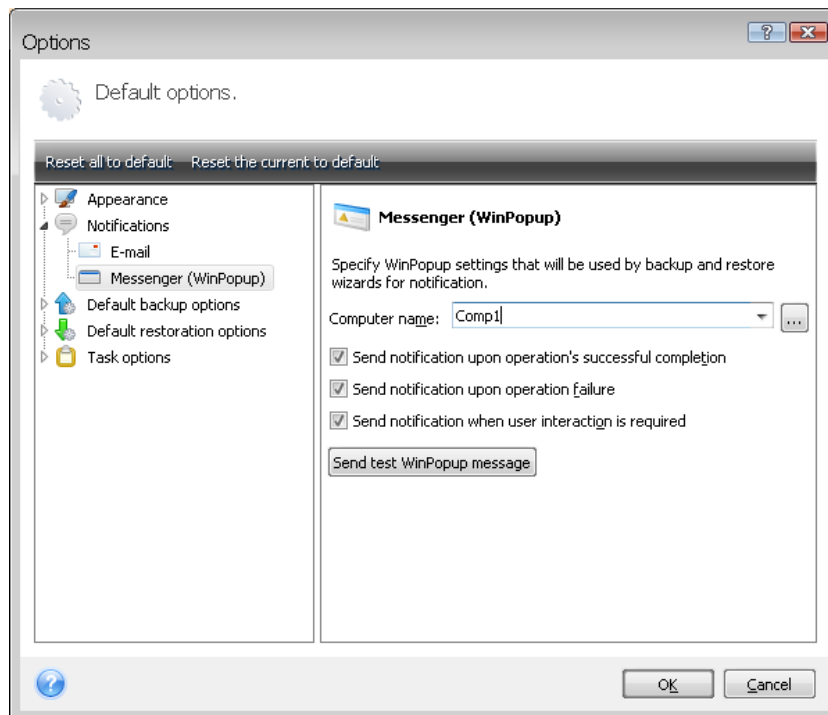 Options
?
Default options.
Reset all to default Reset the current to default
Appearance
Notifications
E-mail
Messenger (WinPopup)
Default backup options
Default restoration options
Task options
Messenger (WinPopup)
Specify WinPopup settings that will be used by backup and restore
wizards for notification.
Computer name: Comp1 ...
Send notification upon operation's successful completion
Send notification upon operation failure
Send notification when user interaction is required
Send test WinPopup message
?
OK Cancel